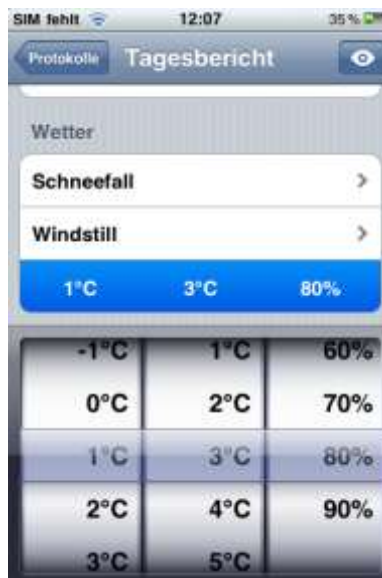 SIM fehlt 12:07 35 %
Protokolle Tagesbericht
Wetter
Schneefall
Windstill
1°C 3°C 80%
-1°C 1°C 60%
0°C 2°C 70%
1°C 3°C 80%
2°C 4°C 90%
3°C 5°C